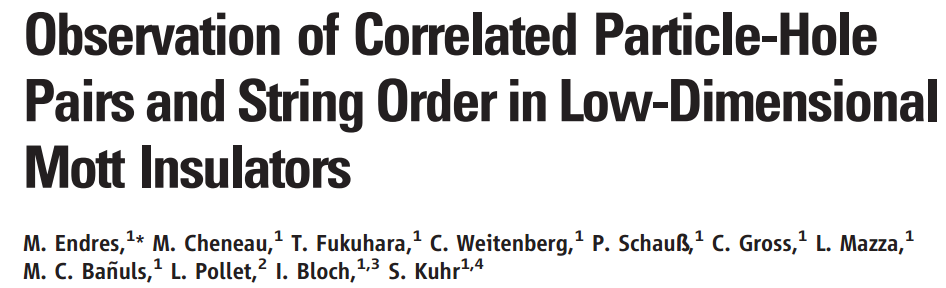 Observation of Correlated Particle-Hole
Pairs and String Order in Low-Dimensional
Mott Insulators
M. Endres,¹* M. Cheneau,¹ T. Fukuhara,¹ C. Weitenberg,¹ P. Schauß,¹ C. Gross,¹ L. Mazza,¹
M. C. Bañuls,¹ L. Pollet,² I. Bloch,¹,³ S. Kuhr¹,⁴